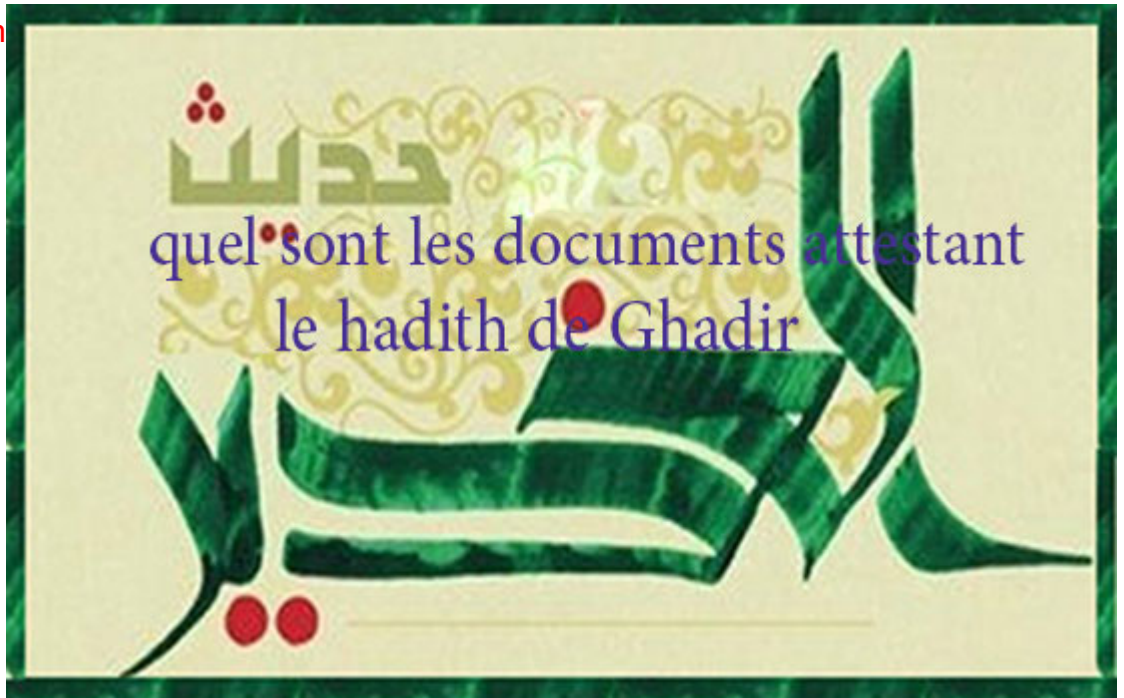 حديث
quel sont les documents attestant
le hadith de Ghadir
الغدير